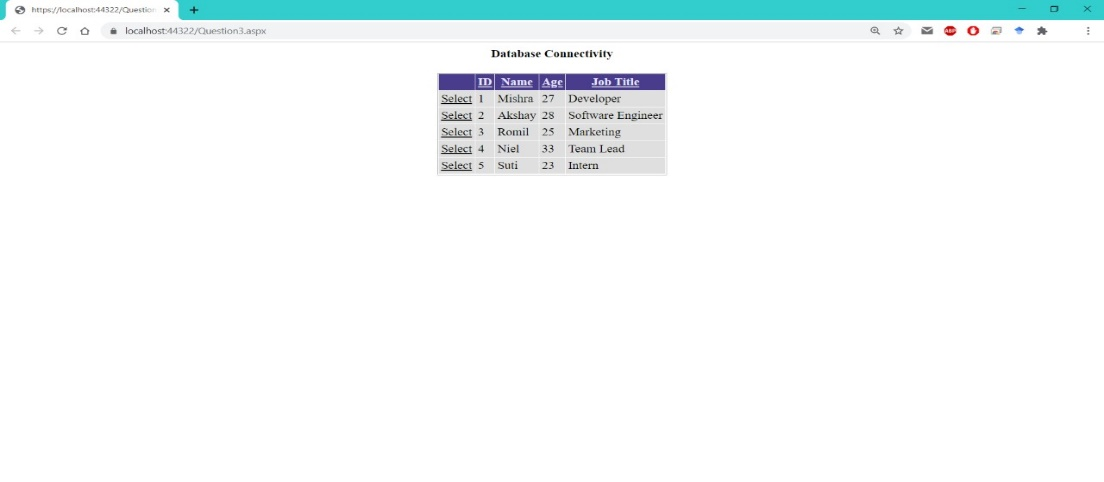 https://localhost:44322/Question
localhost:44322/Question3.aspx
ABP
Database Connectivity
ID Name Age Job Title
Select 1 Mishra 27 Developer
Select 2 Akshay 28 Software Engineer
Select 3 Romil 25 Marketing
Select 4 Niel 33 Team Lead
Select 5 Suti 23 Intern